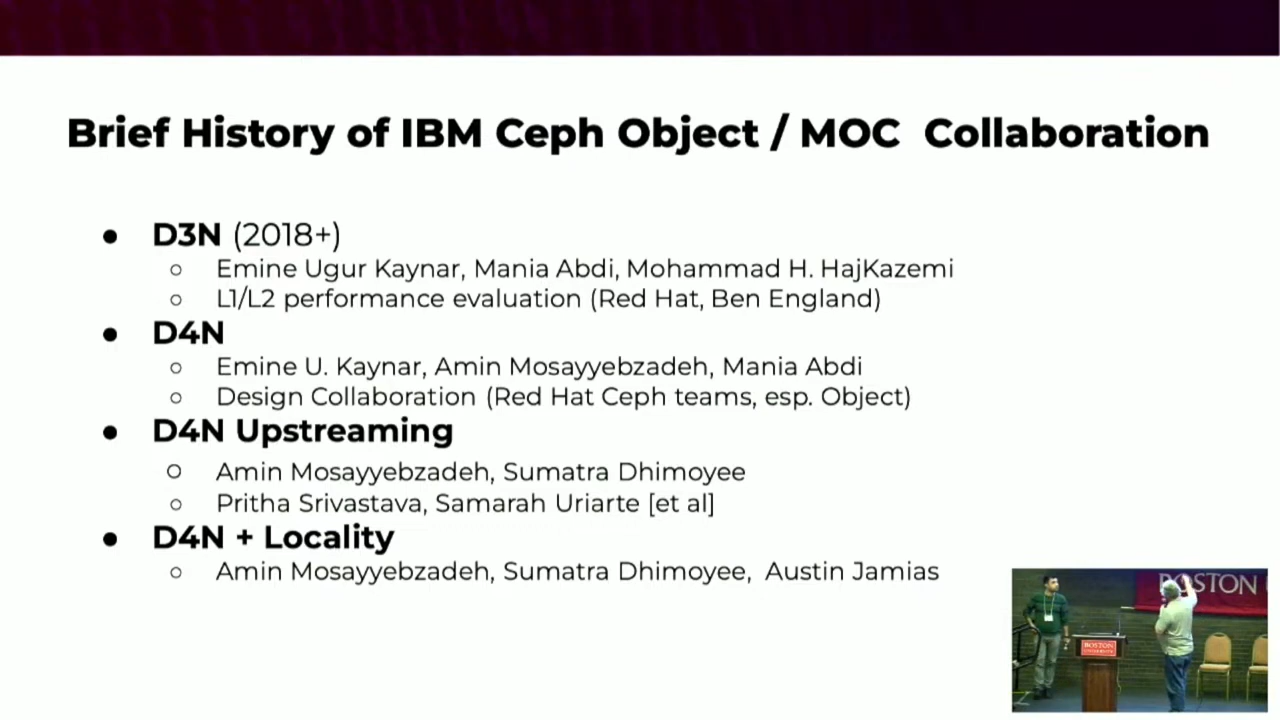 Brief History of IBM Ceph Object / MOC Collaboration
● D3N (2018+)
○ Emine Ugur Kaynar, Mania Abdi, Mohammad H. HajKazemi
○ L1/L2 performance evaluation (Red Hat, Ben England)
● D4N
○ Emine U. Kaynar, Amin Mosayyebzadeh, Mania Abdi
○ Design Collaboration (Red Hat Ceph teams, esp. Object)
● D4N Upstreaming
○ Amin Mosayyebzadeh, Sumatra Dhimoyee
○ Pritha Srivastava, Samarah Uriarte [et al]
● D4N + Locality
○ Amin Mosayyebzadeh, Sumatra Dhimoyee, Austin Jamias
BOSTON
BOSTON
UNIVERSITY